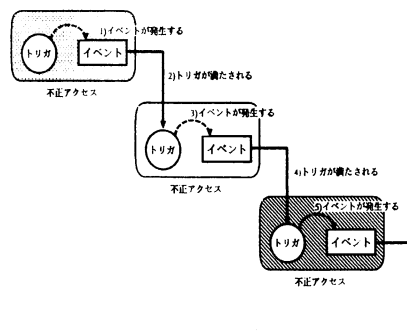 1)イベントが発生する
トリガ
イベント
不正アクセス
2)トリガが満たされる
3)イベントが発生する
トリガ
イベント
不正アクセス
4)トリガが満たされる
5)イベントが発生する
トリガ
イベント
不正アクセス